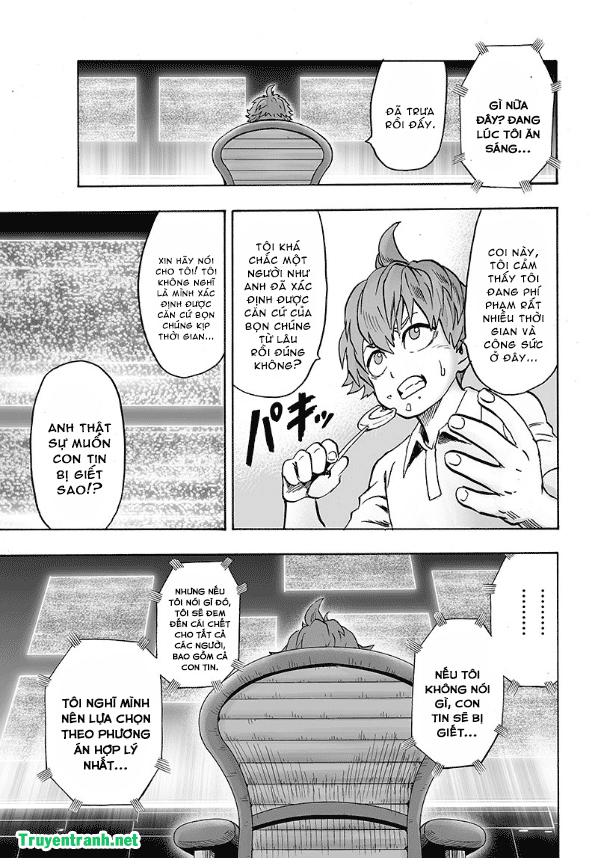 GÌ NỮA
ĐÂY? ĐANG
LÚC TÔI ĂN
SÁNG...
ĐÃ TRƯA
RỒI ĐẤY.
COI NÀY,
TÔI CẢM
THẤY TÔI
ĐANG PHÍ
PHẠM RẤT
NHIỀU THỜI
GIAN VÀ
CÔNG SỨC
Ở ĐÂY...
TÔI KHÁ
CHẮC MỘT
NGƯỜI NHƯ
ANH ĐÃ XÁC
ĐỊNH ĐƯỢC
CĂN CỨ CỦA
BỌN CHÚNG
TỪ LÂU
RỒI ĐÚNG
KHÔNG?
パキッ
XIN HÃY NÓI
CHO TÔI! TÔI
KHÔNG NGHĨ
LÀ MÌNH XÁC
ĐỊNH ĐƯỢC
CĂN CỨ CỦA
BỌN
CHÚNG KỊP
THỜI GIAN...
ANH THẬT
SỰ MUỐN
CON TIN
BỊ GIẾT
SAO!?
........
NẾU TÔI
KHÔNG NÓI
GÌ, CON
TIN SẼ BỊ
GIẾT...
NHƯNG NẾU
TÔI NÓI GÌ ĐÓ,
TÔI SẼ ĐEM
ĐẾN CÁI CHẾT
CHO TẤT CẢ
CÁC NGƯỜI,
BAO GỒM CẢ
CON TIN.
TÔI NGHĨ MÌNH
NÊN LỰA CHỌN
THEO PHƯƠNG
ÁN HỢP LÝ
NHẤT...
Truyentranh.net